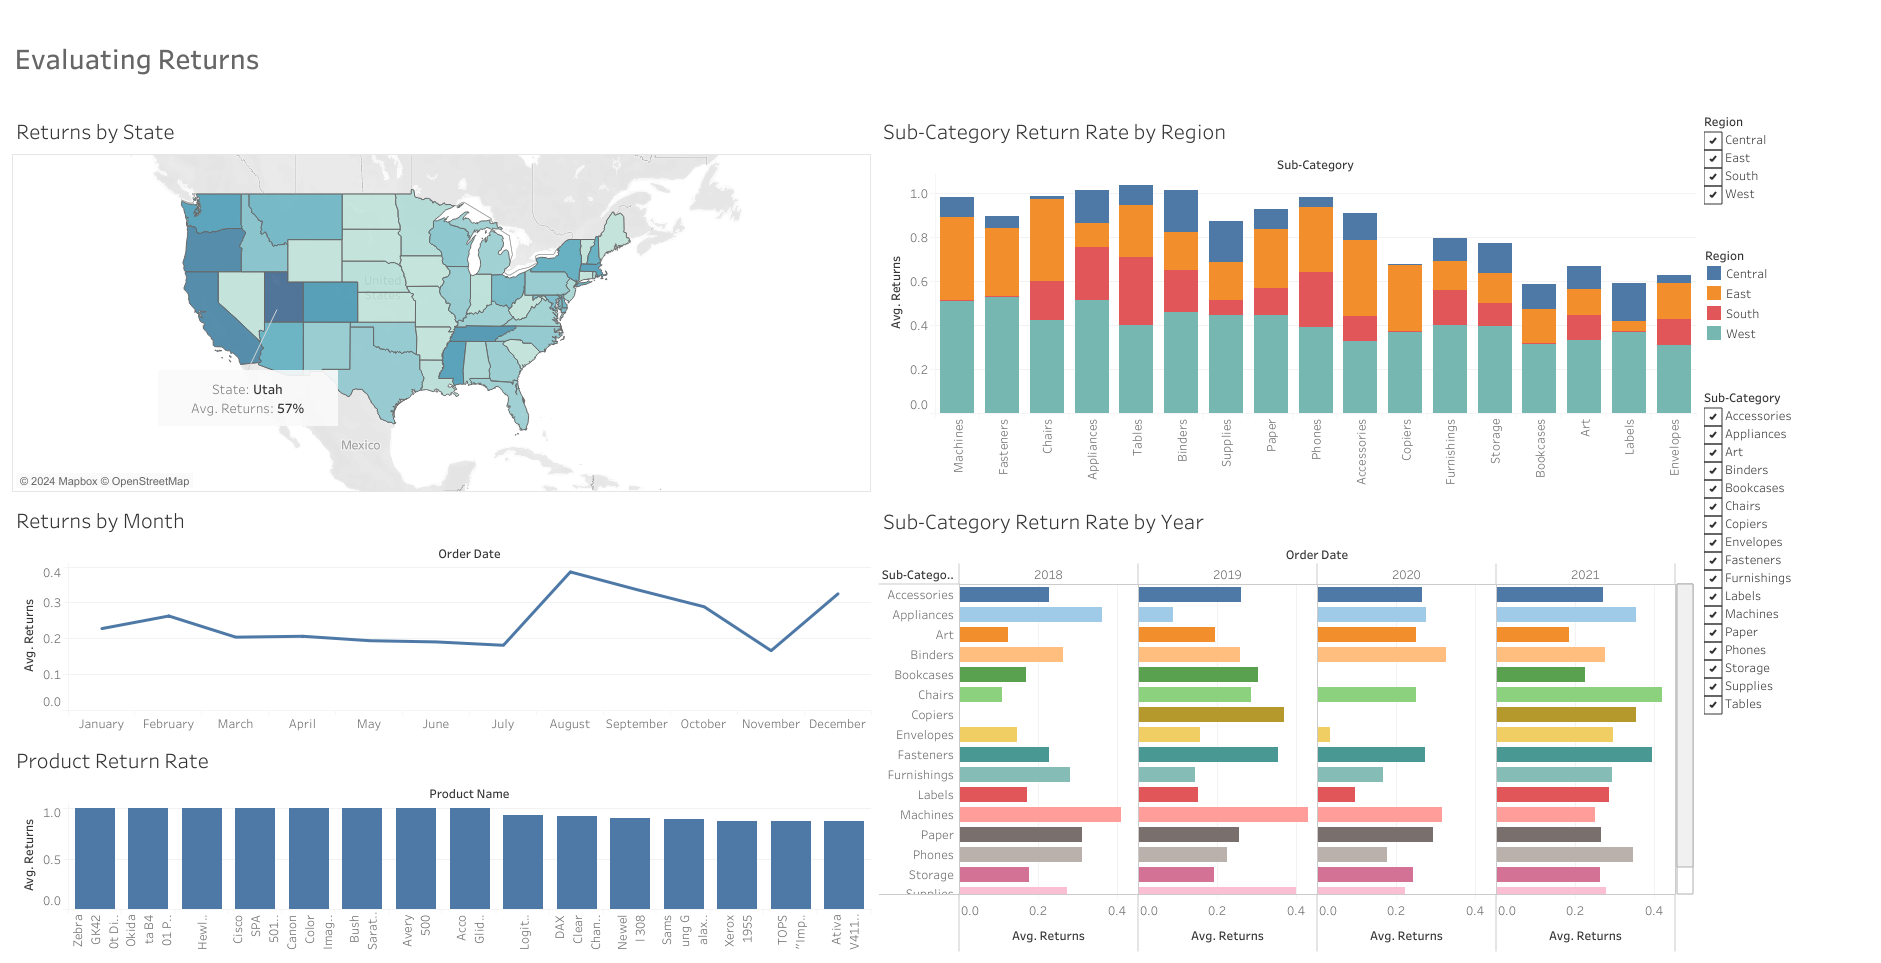 Evaluating Returns
Returns by State
United
States
State: Utah
Avg. Returns: 57%
Mexico
© 2024 Mapbox © OpenStreetMap
Sub-Category Return Rate by Region
Sub-Category
Avg. Returns
1.0
0.8
0.6
0.4
0.2
0.0
Machines
Fasteners
Chairs
Appliances
Tables
Binders
Supplies
Paper
Phones
Accessories
Copiers
Furnishings
Storage
Bookcases
Art
Labels
Envelopes
Region
Central
East
South
West
Region
Central
East
South
West
Sub-Category
Accessories
Appliances
Art
Binders
Bookcases
Chairs
Copiers
Envelopes
Fasteners
Furnishings
Labels
Machines
Paper
Phones
Storage
Supplies
Tables
Returns by Month
Order Date
Avg. Returns
0.4
0.3
0.2
0.1
0.0
January February March April May June July August September October November December
Product Return Rate
Product Name
Avg. Returns
1.0
0.5
0.0
Zebra
GK42
0t Di..
Okida
ta B4
01 P..
Hewl..
Cisco
SPA
501..
Canon
Color
Imag..
Bush
Sarat..
Avery
500
Acco
Glid..
Logit..
DAX
Clear
Chan..
Newel
l 308
Sams
ung G
alax..
Xerox
1955
TOPS
"Imp..
Ativa
V411..
Sub-Category Return Rate by Year
Order Date
Sub-Catego.. 2018 2019 2020 2021
Accessories
Appliances
Art
Binders
Bookcases
Chairs
Copiers
Envelopes
Fasteners
Furnishings
Labels
Machines
Paper
Phones
Storage
Supplies
0.0 0.2 0.4 0.0 0.2 0.4 0.0 0.2 0.4 0.0 0.2 0.4
Avg. Returns Avg. Returns Avg. Returns Avg. Returns